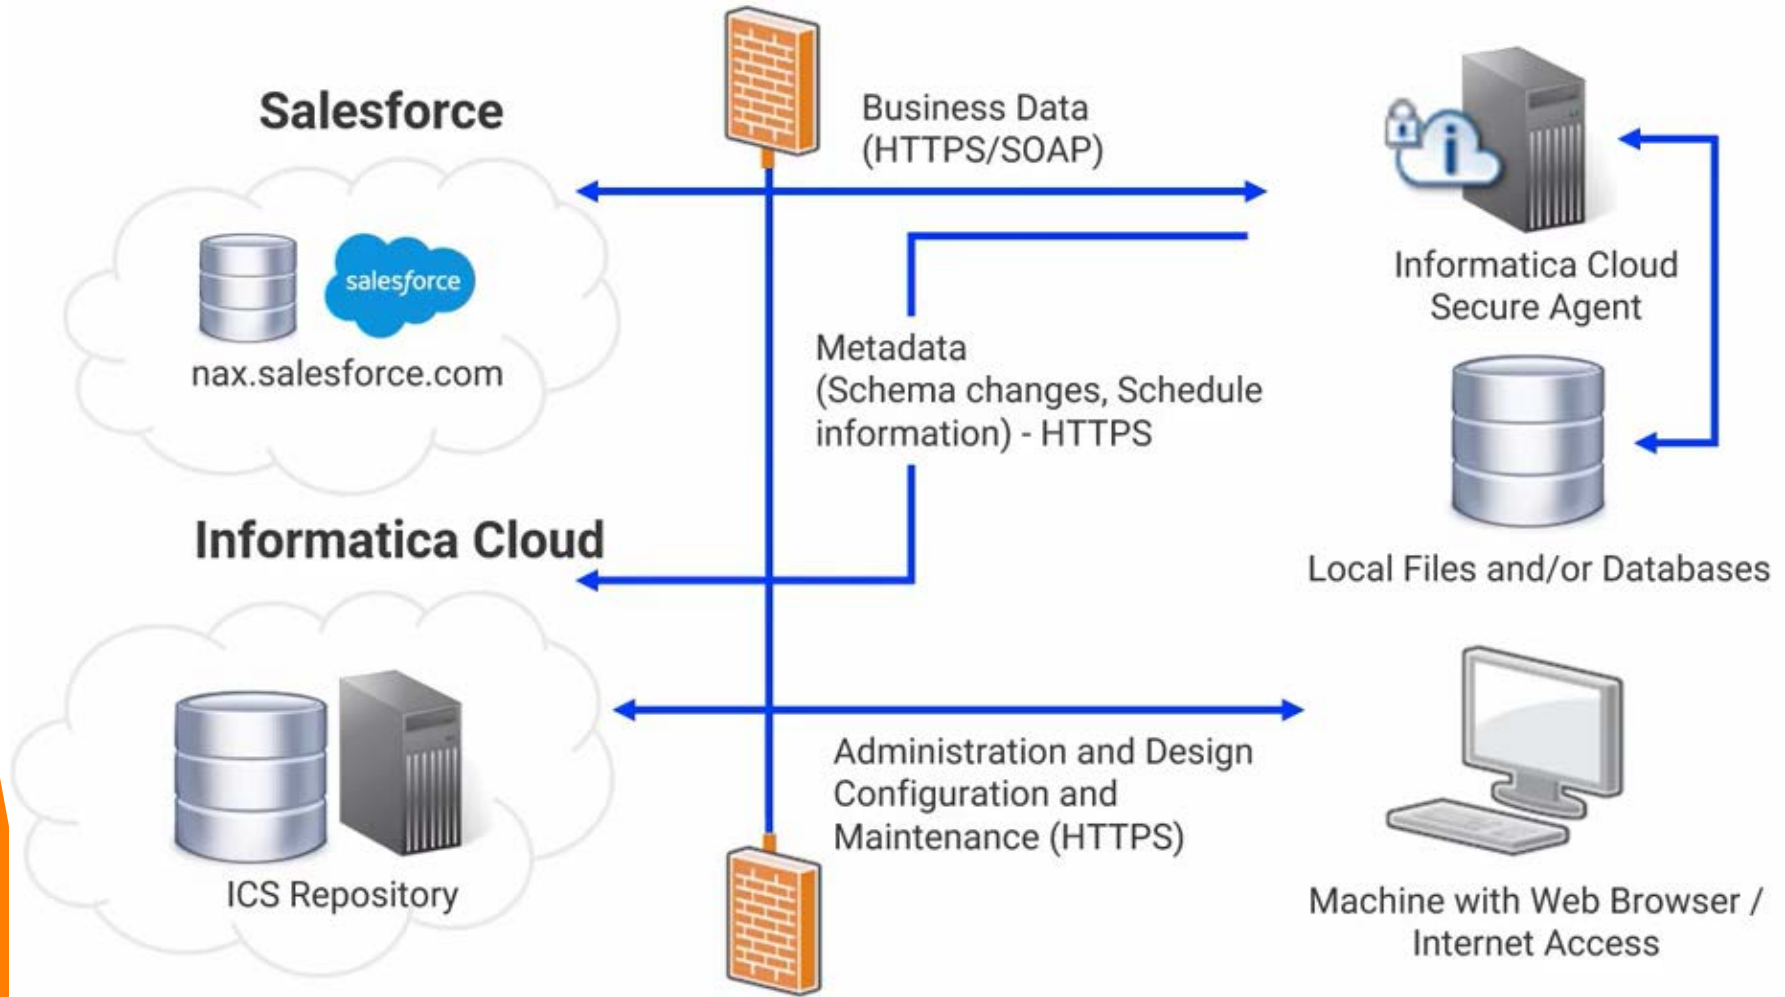 Salesforce
salesforce
nax.salesforce.com
Business Data
(HTTPS/SOAP)
Informatica Cloud
Secure Agent
Metadata
(Schema changes, Schedule
information) - HTTPS
Local Files and/or Databases
Informatica Cloud
ICS Repository
Administration and Design
Configuration and
Maintenance (HTTPS)
Machine with Web Browser /
Internet Access